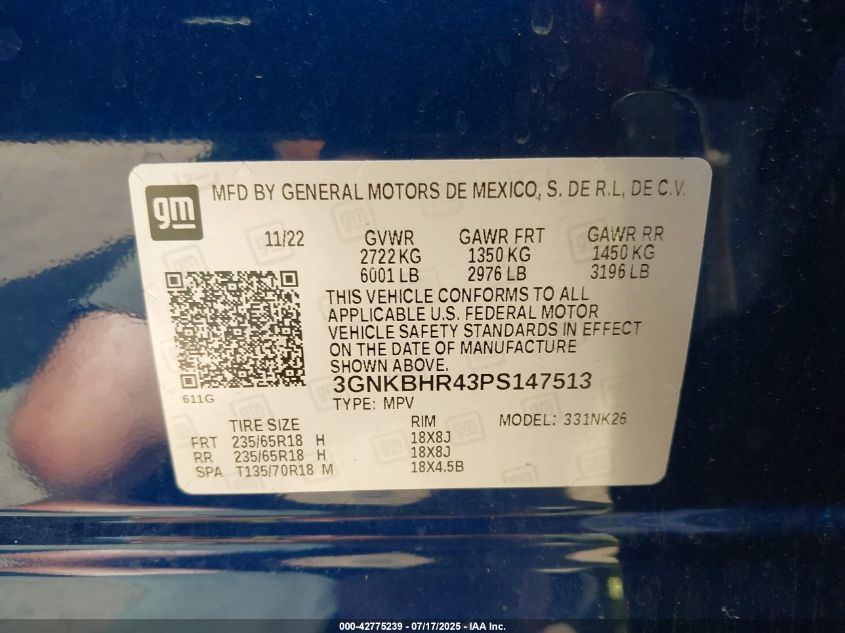 gm
MFD BY GENERAL MOTORS DE MEXICO, S. DE R.L. DE C.V.
11/22 GVWR GAWR FRT GAWR RR
2722 KG 1350 KG 1450 KG
6001 LB 2976 LB 3196 LB
THIS VEHICLE CONFORMS TO ALL
APPLICABLE U.S. FEDERAL MOTOR
VEHICLE SAFETY STANDARDS IN EFFECT
ON THE DATE OF MANUFACTURE
SHOWN ABOVE.
3GNKBHR43PS147513
611G
TYPE: MPV
TIRE SIZE RIM MODEL: 331NK26
FRT 235/65R18 H 18X8J
RR 235/65R18 H 18X8J
SPA T135/70R18 M 18X4.5B
000-42775239 - 07/17/2025 - IAA Inc.